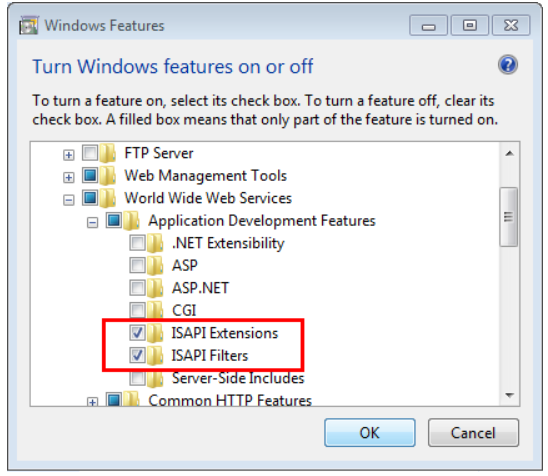 Windows Features
Turn Windows features on or off
To turn a feature on, select its check box. To turn a feature off, clear its
check box. A filled box means that only part of the feature is turned on.
FTP Server
Web Management Tools
World Wide Web Services
Application Development Features
.NET Extensibility
ASP
ASP.NET
CGI
ISAPI Extensions
ISAPI Filters
Server-Side Includes
Common HTTP Features
OK
Cancel